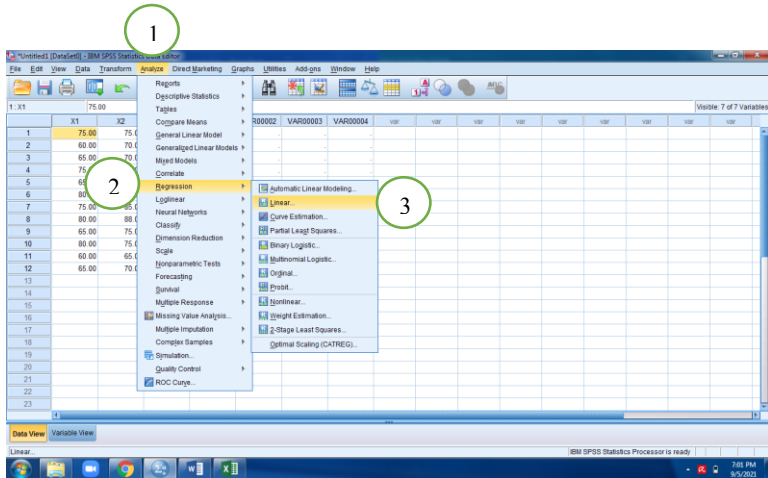 1
*Untitled1 [DataSet0] - IBM SPSS Statistics Data Editor
File Edit View Data Transform Analyze Direct Marketing Graphs Utilities Add-ons Window Help
1 : X1 75.00 Visible: 7 of 7 Variables
X1 X2 VAR00003 VAR00004 var var var var var var var
1 75.00
2 60.00
3 65.00
4
5
6
7 75.00
8 80.00 88.0
9 65.00 75.0
10 80.00 75.0
11 60.00 65.0
12 65.00 70.0
13
14
15
16
17
18
19
20
21
22
23
Reports
Descriptive Statistics
Tables
Compare Means
General Linear Model
Generalized Linear Models
Mixed Models
Correlate
2
Regression
Loglinear
Neural Networks
Classify
Dimension Reduction
Scale
Nonparametric Tests
Forecasting
Survival
Multiple Response
Missing Value Analysis...
Multiple Imputation
Complex Samples
Simulation...
Quality Control
ROC Curve...
Automatic Linear Modeling...
Linear...
3
Curve Estimation...
Partial Least Squares...
Binary Logistic...
Multinomial Logistic...
Ordinal...
Probit...
Nonlinear...
Weight Estimation...
2-Stage Least Squares...
Optimal Scaling (CATREG)...
Data View Variable View
Linear... IBM SPSS Statistics Processor is ready
7:01 PM
9/5/2021